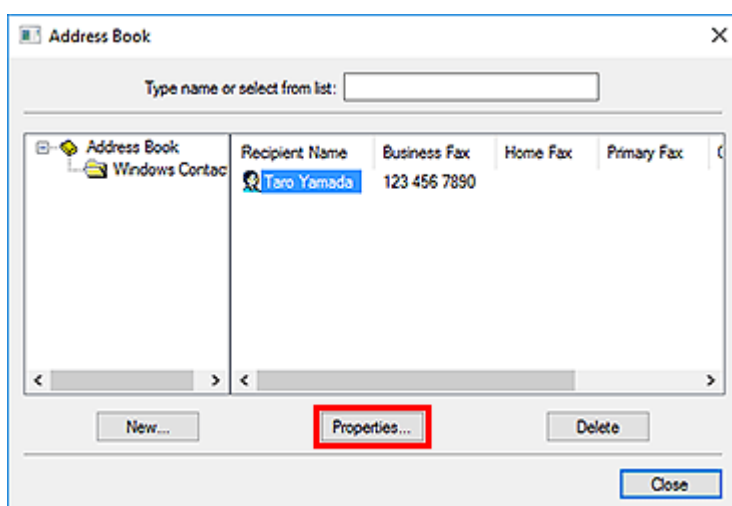 Address Book
Type name or select from list:
Address Book
Windows Contac
Recipient Name Business Fax Home Fax Primary Fax
Taro Yamada 123 456 7890
New... Properties... Delete
Close